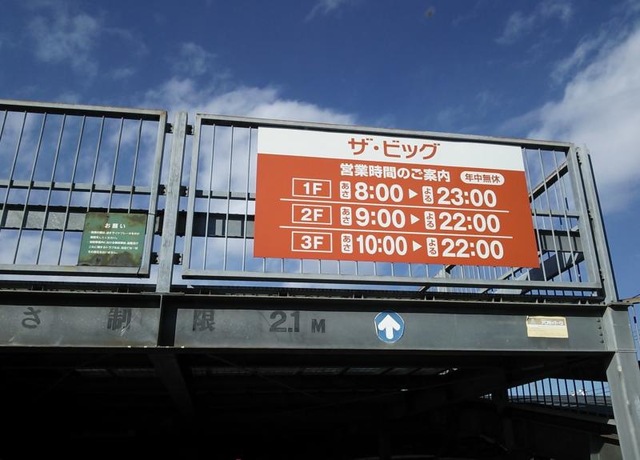 ザ・ビッグ
営業時間のご案内 年中無休
1F あさ 8:00 ▶ よる 23:00
2F あさ 9:00 ▶ よる 22:00
3F あさ 10:00 ▶ よる 22:00
お願い
さ 制 限 2.1 M